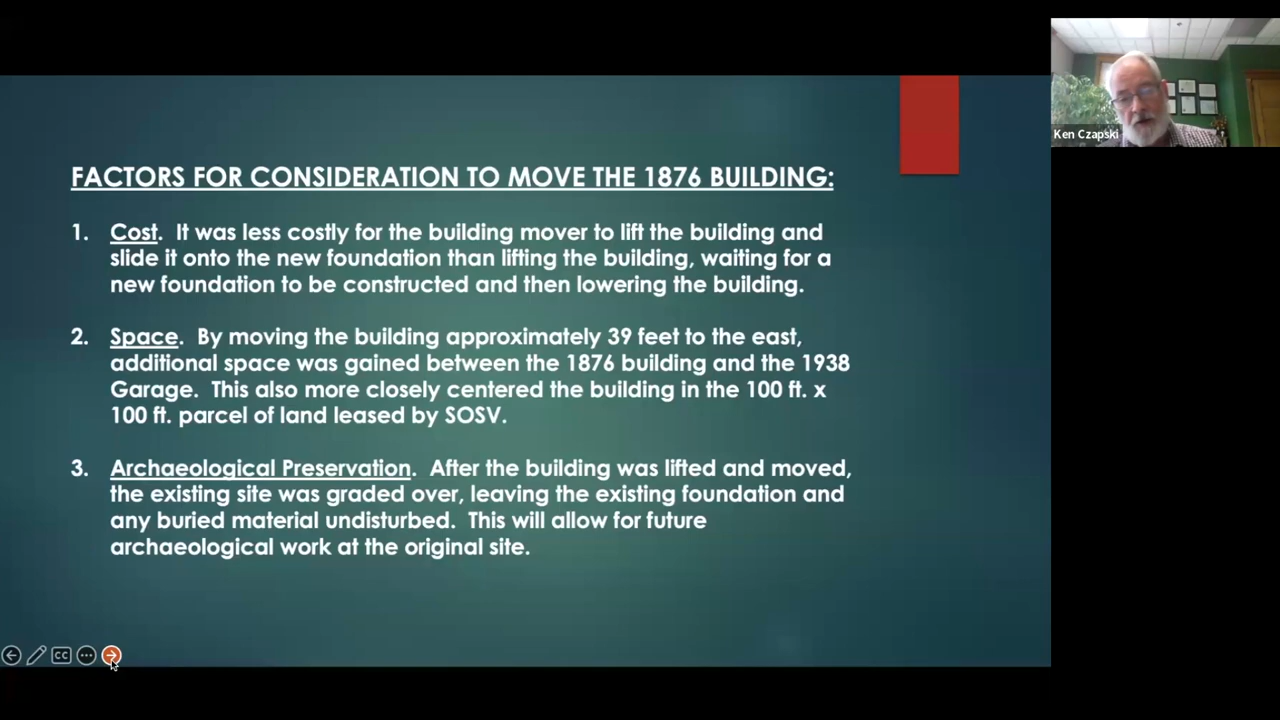 FACTORS FOR CONSIDERATION TO MOVE THE 1876 BUILDING:
1. Cost. It was less costly for the building mover to lift the building and
slide it onto the new foundation than lifting the building, waiting for a
new foundation to be constructed and then lowering the building.
2. Space. By moving the building approximately 39 feet to the east,
additional space was gained between the 1876 building and the 1938
Garage. This also more closely centered the building in the 100 ft. x
100 ft. parcel of land leased by SOSV.
3. Archaeological Preservation. After the building was lifted and moved,
the existing site was graded over, leaving the existing foundation and
any buried material undisturbed. This will allow for future
archaeological work at the original site.
Ken Czapski
CC